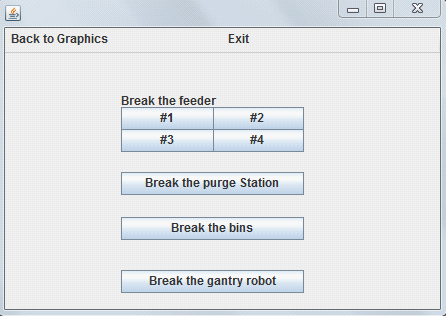 Back to Graphics Exit
Break the feeder
#1 #2
#3 #4
Break the purge Station
Break the bins
Break the gantry robot